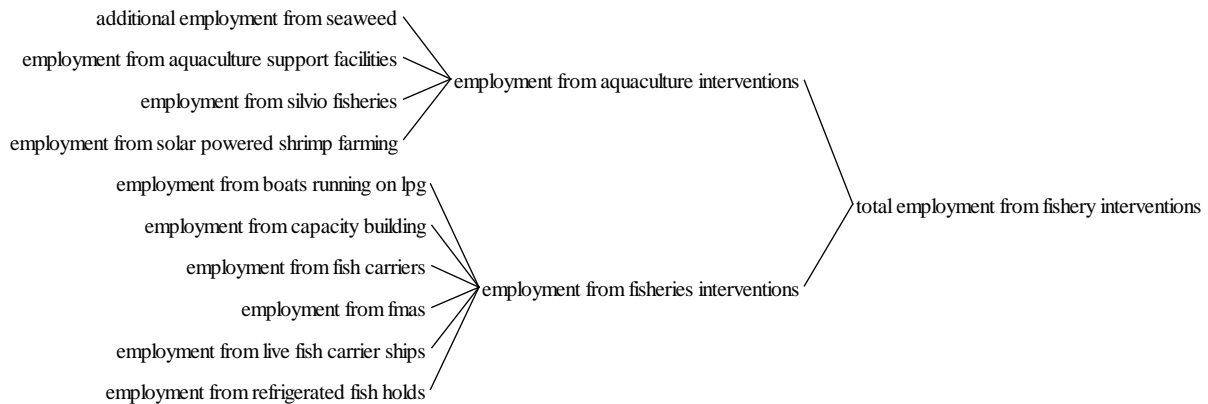 additional employment from seaweed
employment from aquaculture support facilities
employment from silvio fisheries
employment from solar powered shrimp farming
employment from aquaculture interventions
employment from boats running on lpg
employment from capacity building
employment from fish carriers
employment from fmas
employment from live fish carrier ships
employment from refrigerated fish holds
employment from fisheries interventions
total employment from fishery interventions